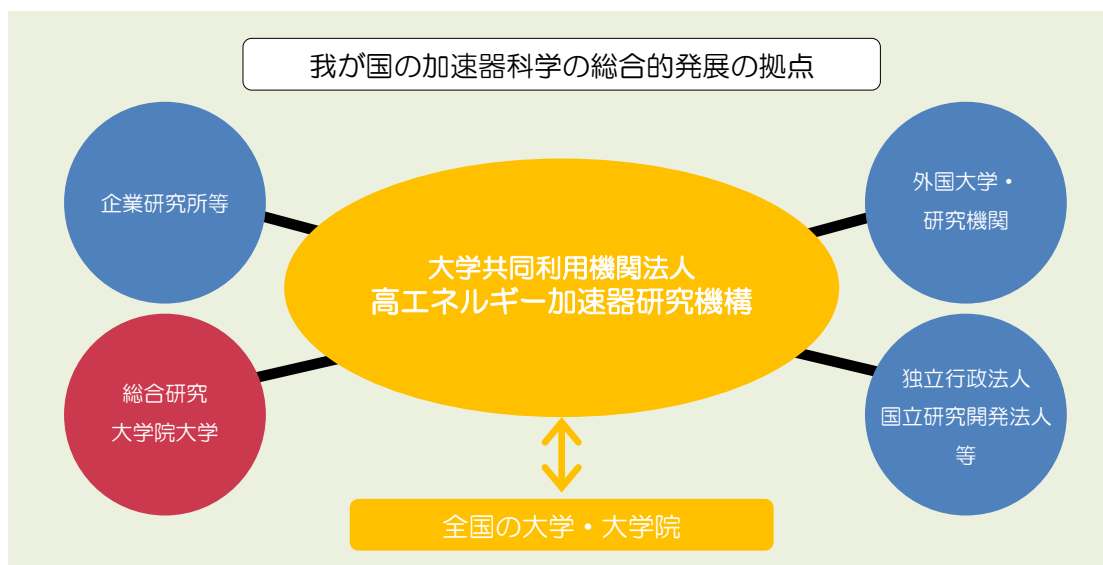 我が国の加速器科学の総合的発展の拠点
企業研究所等
外国大学・
研究機関
大学共同利用機関法人
高エネルギー加速器研究機構
総合研究
大学院大学
独立行政法人
国立研究開発法人
等
全国の大学・大学院